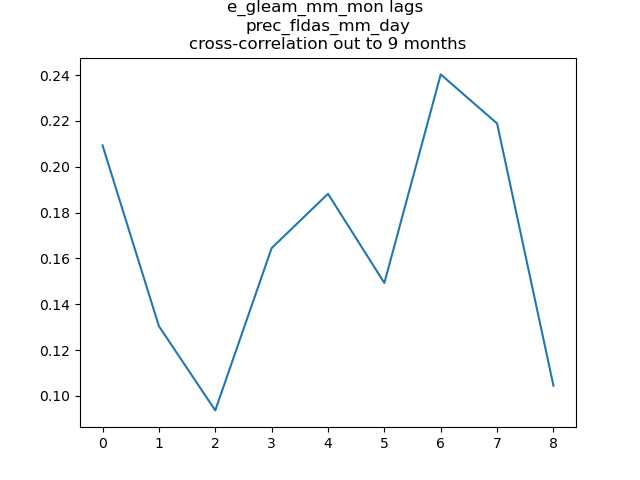 e_gleam_mm_mon lags
prec_fldas_mm_day
cross-correlation out to 9 months
0.24
0.22
0.20
0.18
0.16
0.14
0.12
0.10
0 1 2 3 4 5 6 7 8